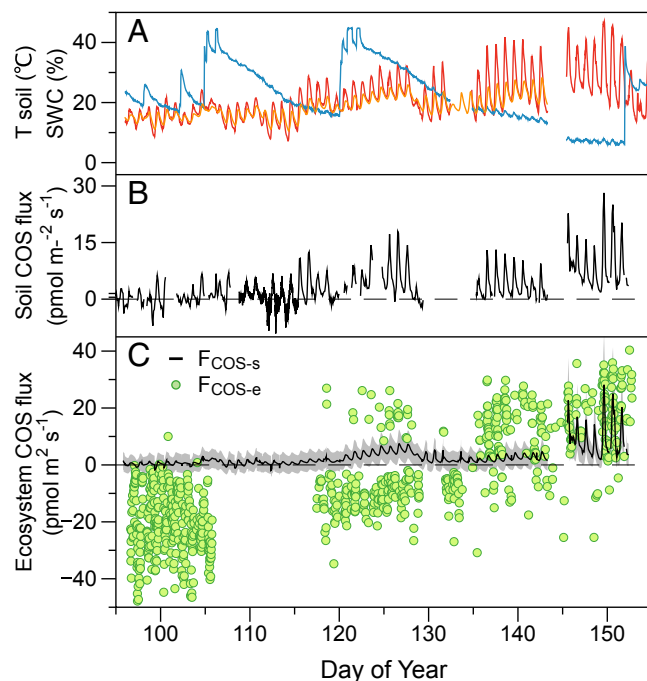 A
T soil (℃)
SWC (%)
40
20
0
B
Soil COS flux
(pmol m-² s⁻¹)
30
15
0
C
F_COS-s
F_COS-e
Ecosystem COS flux
(pmol m² s⁻¹)
40
20
0
−20
−40
100
110
120
130
140
150
Day of Year